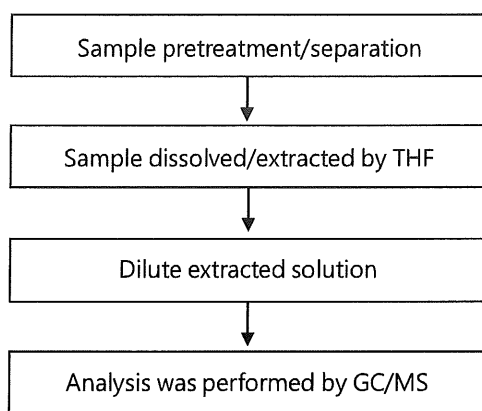 Sample pretreatment/separation
Sample dissolved/extracted by THF
Dilute extracted solution
Analysis was performed by GC/MS